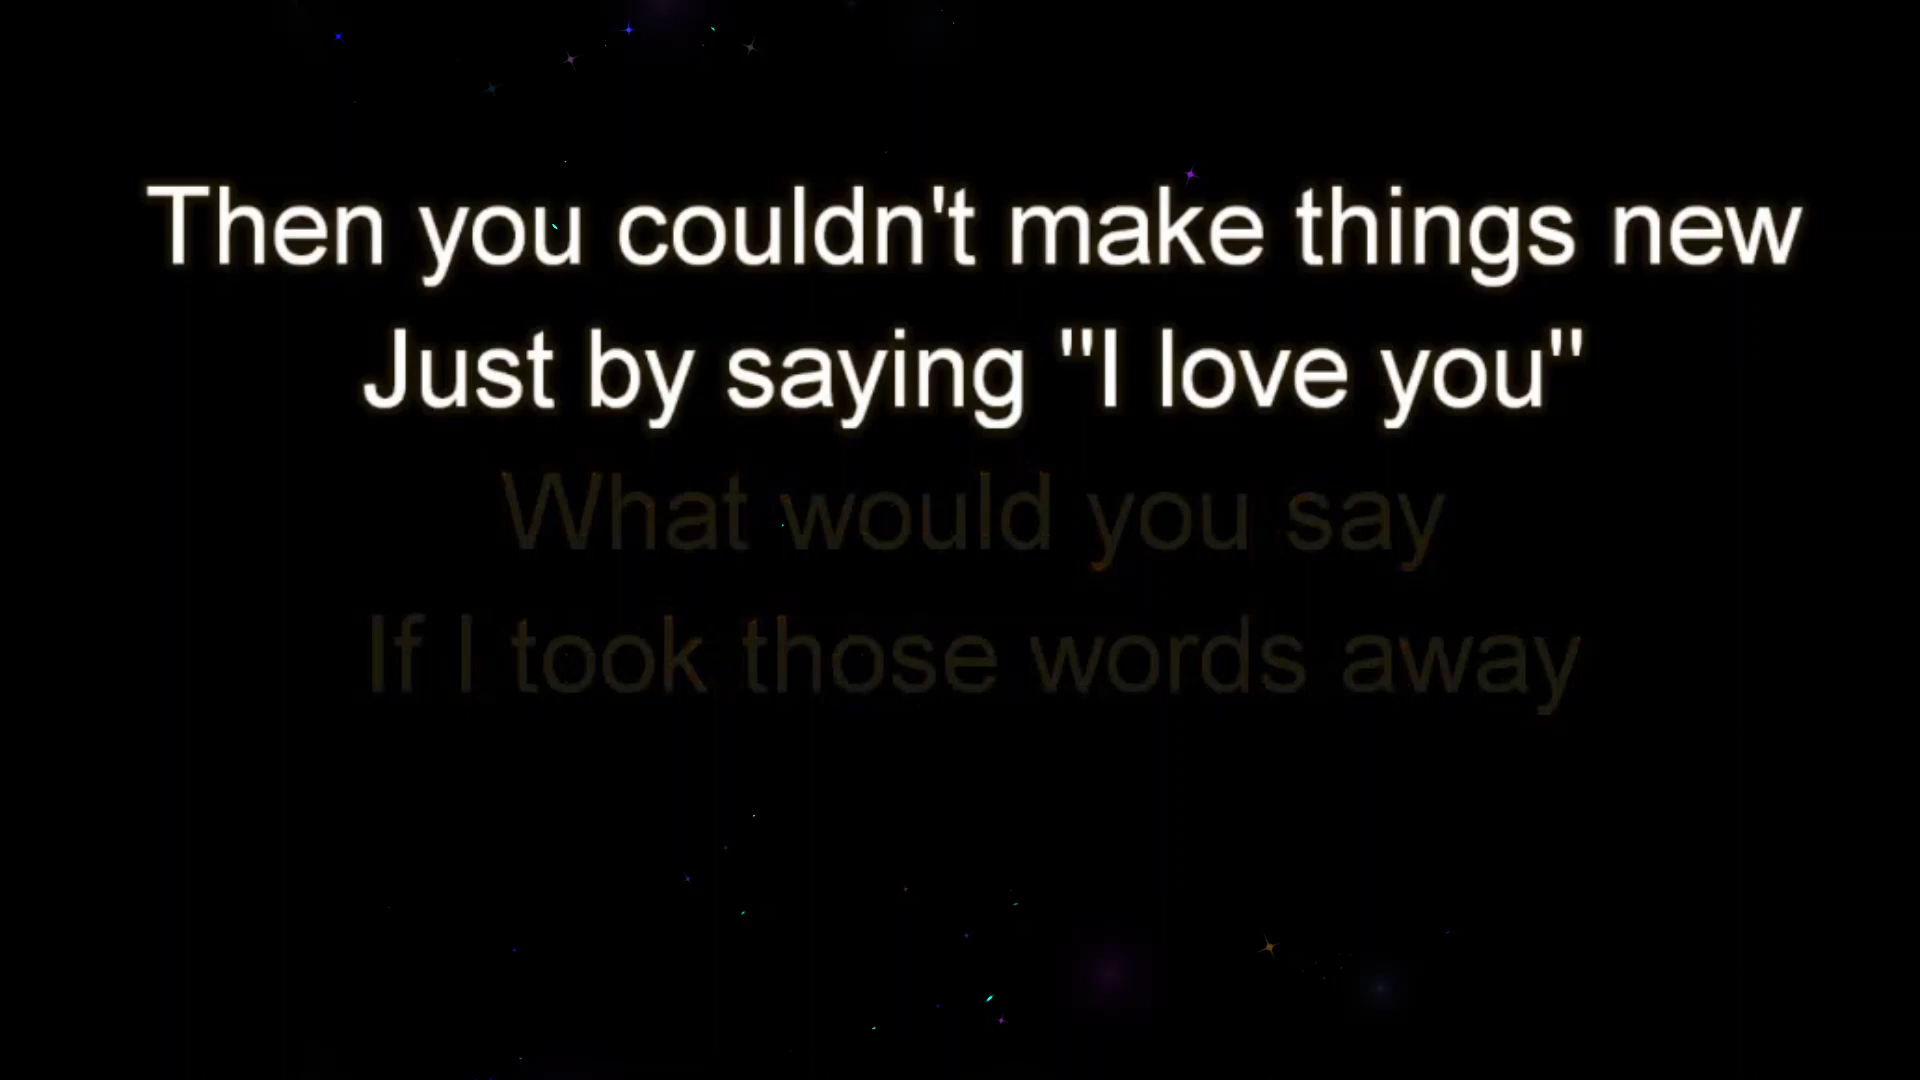 Then you couldn't make things new
Just by saying "I love you"
What would you say
If I took those words away